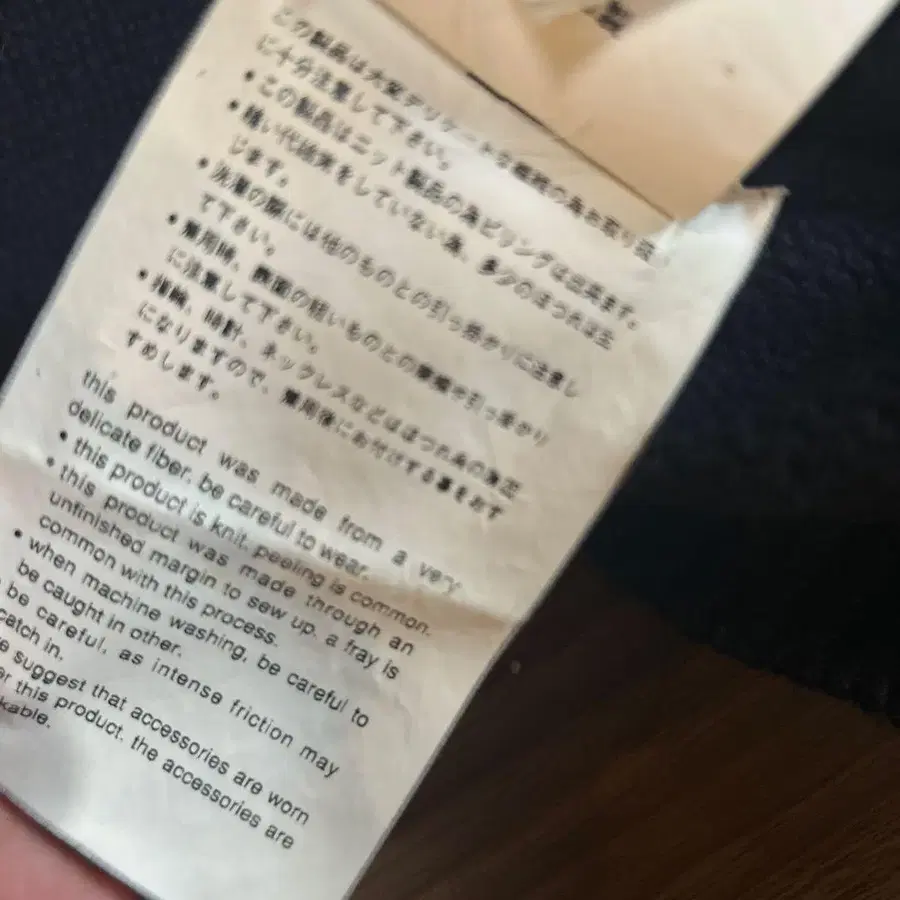 この製品は大変デリケートな繊維の為お取り扱
に十分注意して下さい。
・この製品はニット製品の為ピリングは出来ます。
・縫い代始末をしていない為、多少のほつれは生
じます。
・洗濯の際には他のものとの引っ掛かりに注意し
て下さい。
・着用時、表面の粗いものとの摩擦や引っ掛かり
に注意して下さい。
・指輪、時計、ネックレスなどはほつれ糸の原因
になりますので、着用後にお付けする事をおす
すめします。
this product was made from a very
delicate fiber. be careful to wear.
• this product is knit. peeling is common.
• this product was made through an
unfinished margin to sew up. a fray is
common with this process.
• when machine washing, be careful to
be caught in other.
be careful, as intense friction may
catch in.
suggest that accessories are worn
this product. the accessories are